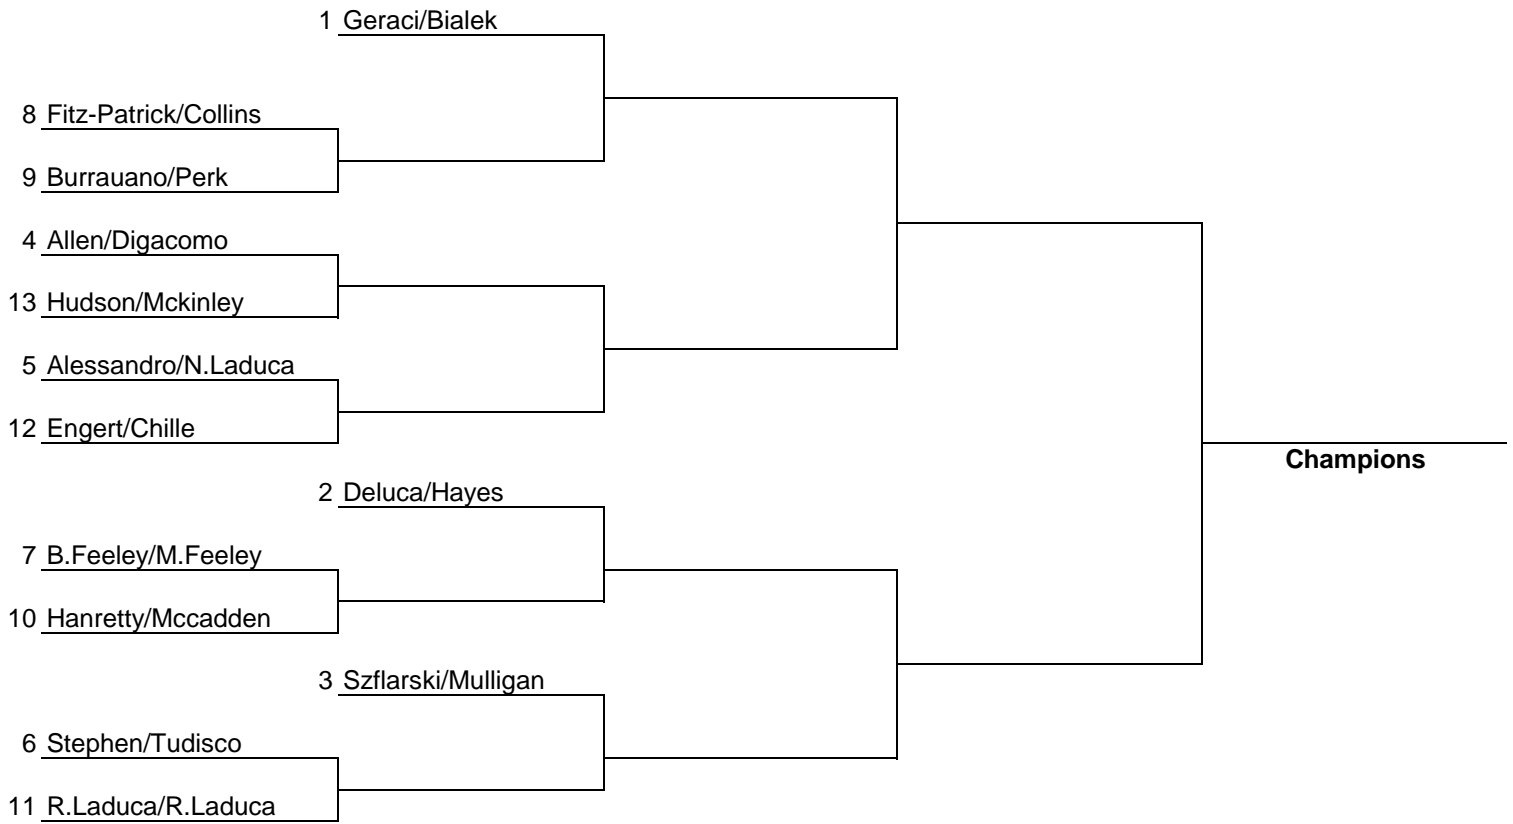 1 Geraci/Bialek
8 Fitz-Patrick/Collins
9 Burrauano/Perk
4 Allen/Digacomo
13 Hudson/Mckinley
5 Alessandro/N.Laduca
12 Engert/Chille
Champions
2 Deluca/Hayes
7 B.Feeley/M.Feeley
10 Hanretty/Mccadden
3 Szflarski/Mulligan
6 Stephen/Tudisco
11 R.Laduca/R.Laduca